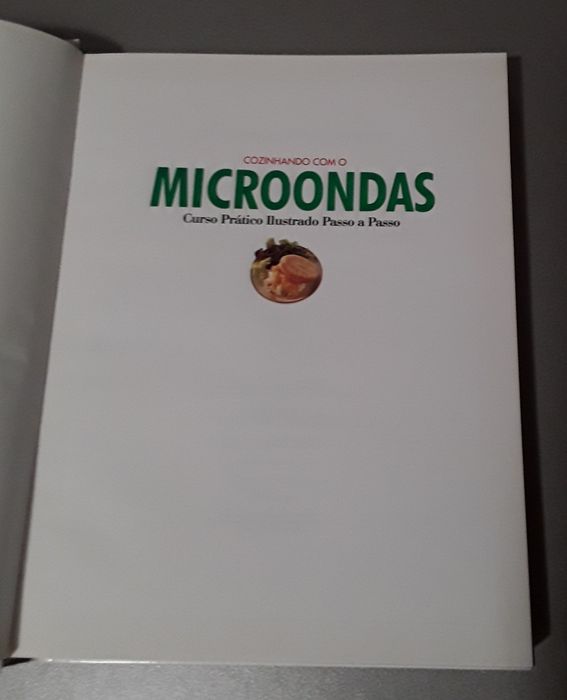 COZINHANDO COM O
MICROONDAS
Curso Prático Ilustrado Passo a Passo